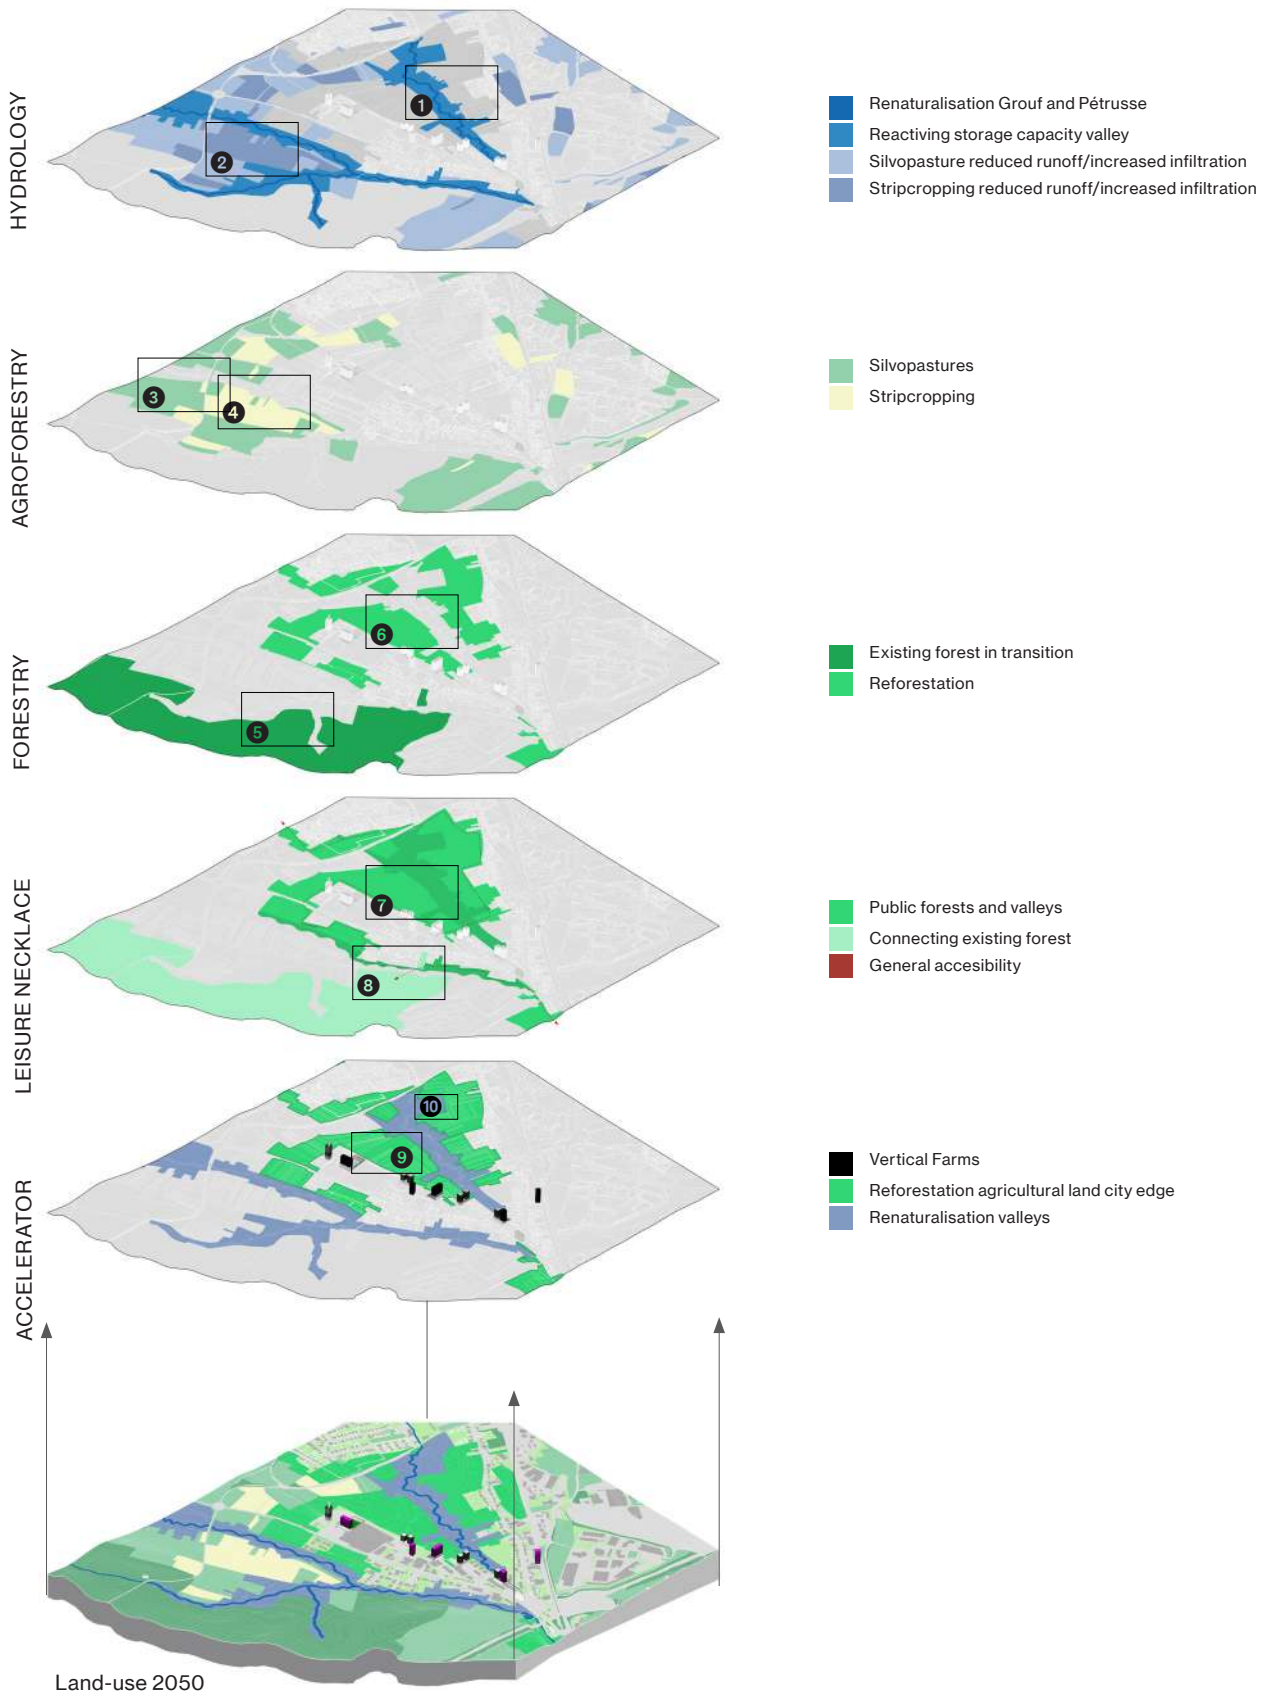 HYDROLOGY
1
2
Renaturalisation Grouf and Pétrusse
Reactiving storage capacity valley
Silvopasture reduced runoff/increased infiltration
Stripcropping reduced runoff/increased infiltration
AGROFORESTRY
3
4
Silvopastures
Stripcropping
FORESTRY
6
5
Existing forest in transition
Reforestation
LEISURE NECKLACE
7
8
Public forests and valleys
Connecting existing forest
General accesibility
ACCELERATOR
10
9
Vertical Farms
Reforestation agricultural land city edge
Renaturalisation valleys
Land-use 2050